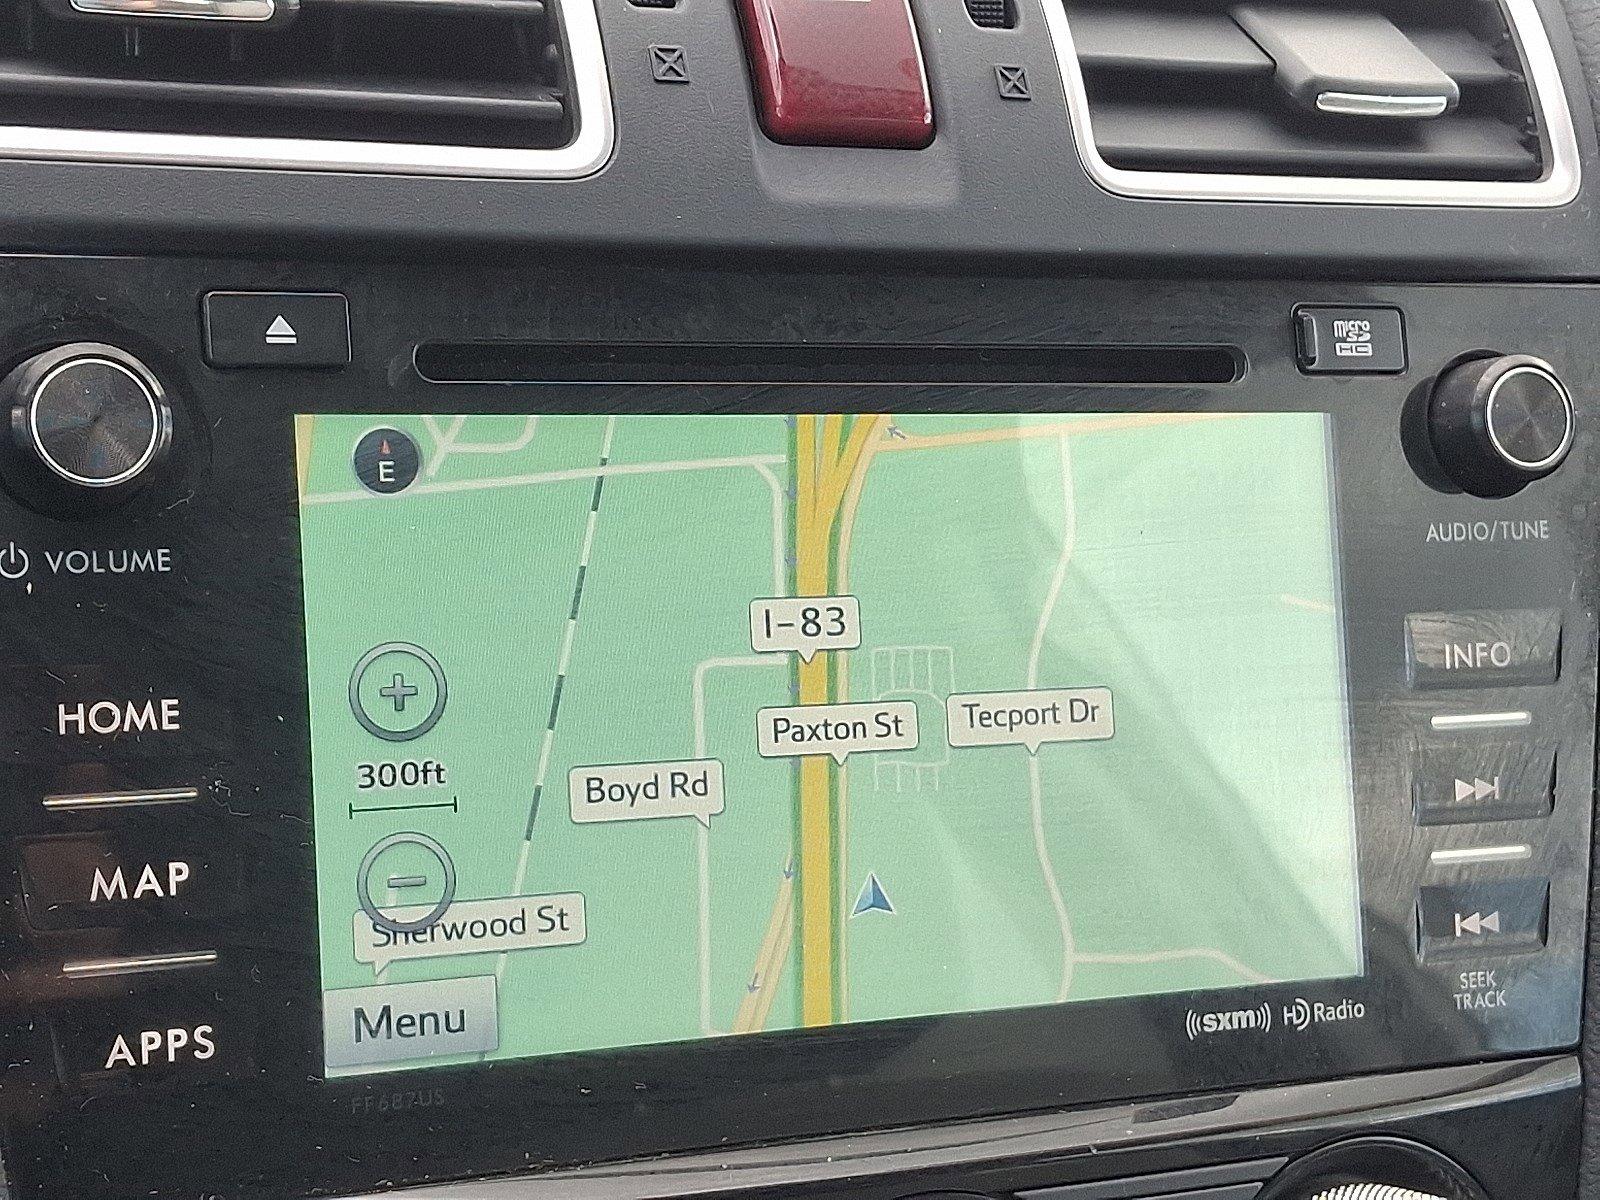 micro
SD
HC
VOLUME
AUDIO/TUNE
E
I-83
INFO
HOME
Paxton St
Tecport Dr
300ft
Boyd Rd
MAP
Sherwood St
SEEK
TRACK
Menu
((sxm)) HD Radio
APPS
FF687US